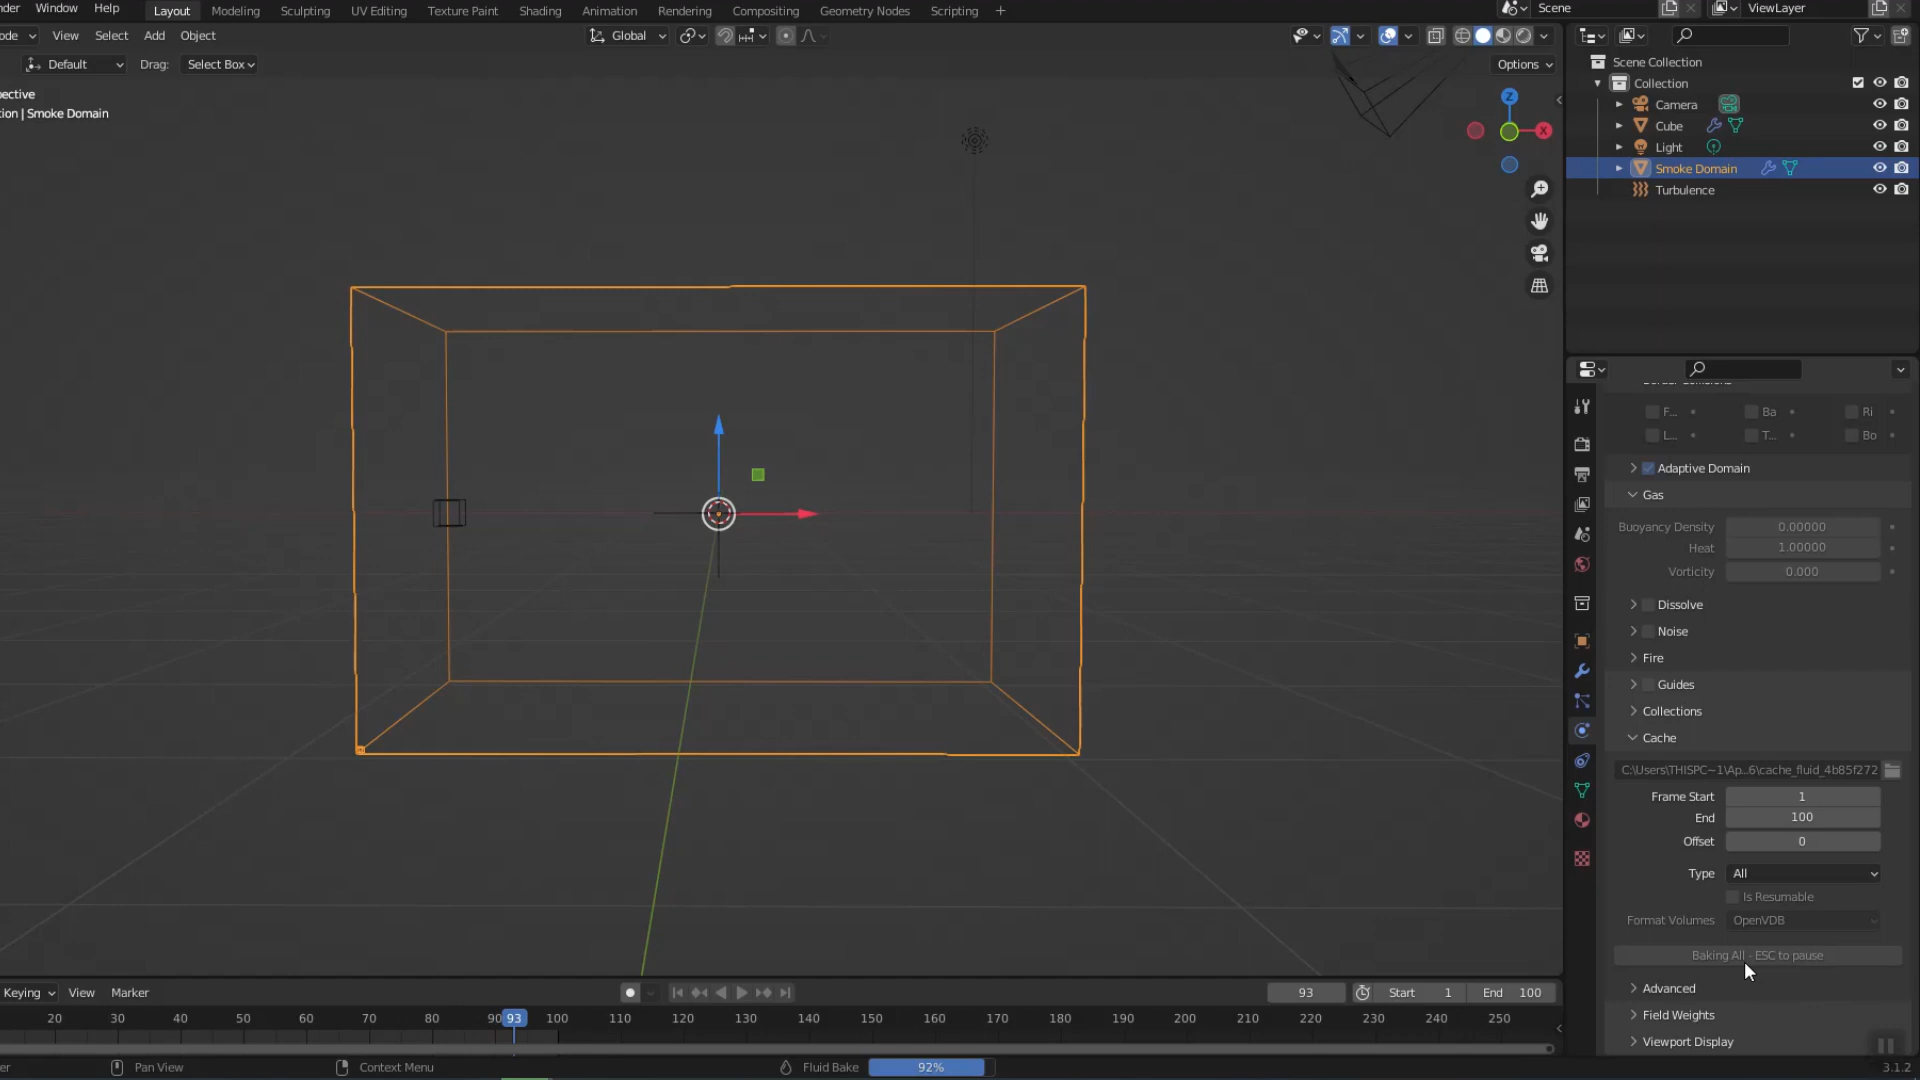 nder Window Help Layout Modeling Sculpting UV Editing Texture Paint Shading Animation Rendering Compositing Geometry Nodes Scripting + Scene ViewLayer
ode View Select Add Object Global
Default Drag: Select Box Options
pective
ion | Smoke Domain
Z
X
Scene Collection
Collection
Camera
Cube
Light
Smoke Domain
Turbulence
F... Ba Ri
L... T... Bo
Adaptive Domain
Gas
Buoyancy Density 0.00000
Heat 1.00000
Vorticity 0.000
Dissolve
Noise
Fire
Guides
Collections
Cache
C:\Users\THISPC~1\Ap...6\cache_fluid_4b85f272
Frame Start 1
End 100
Offset 0
Type All
Is Resumable
Format Volumes OpenVDB
Baking All - ESC to pause
Advanced
Field Weights
Viewport Display
Keying View Marker 93 Start 1 End 100
20 30 40 50 60 70 80 90 93 100 110 120 130 140 150 160 170 180 190 200 210 220 230 240 250
er Pan View Context Menu Fluid Bake 92% 3.1.2